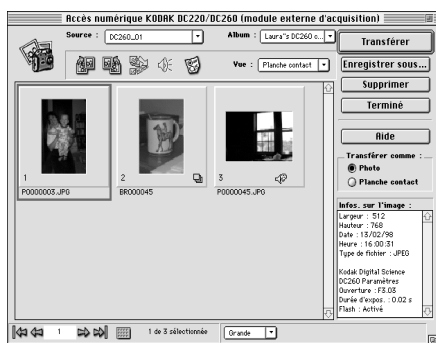 Accès numérique KODAK DC220/DC260 (module externe d'acquisition)
Source : DC260_01
Album : Laura"s DC260 c...
Transférer
Vue : Planche contact
Enregistrer sous...
Supprimer
Terminé
Aide
Transférer comme :
Photo
Planche contact
1
2
3
P0000003.JPG
BR000045
P0000045.JPG
Infos. sur l'image :
Largeur : 512
Hauteur : 768
Date : 13/02/98
Heure : 16:00:31
Type de fichier : JPEG
Kodak Digital Science
DC260 Paramètres
Ouverture : F3.03
Durée d'expos. : 0.02 s
Flash : Activé
1
1 de 3 sélectionnée
Grande